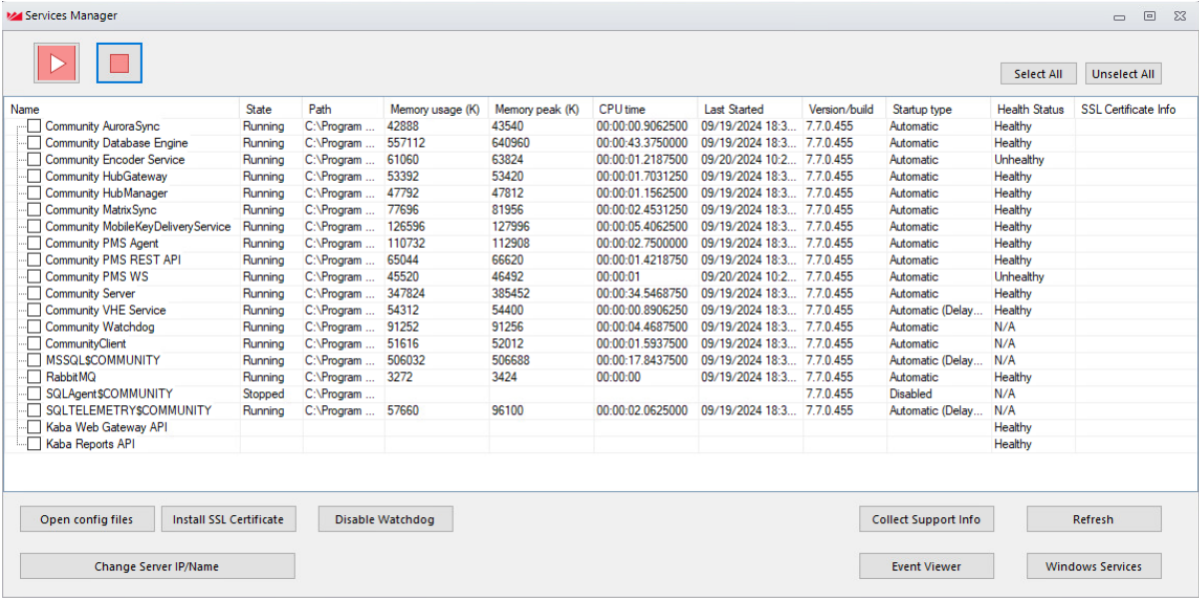 Services Manager
Select All Unselect All
Name State Path Memory usage (K) Memory peak (K) CPU time Last Started Version/build Startup type Health Status SSL Certificate Info
Community AuroraSync Running C:\Program ... 42888 43540 00:00:00.9062500 09/19/2024 18:3... 7.7.0.455 Automatic Healthy
Community Database Engine Running C:\Program ... 557112 640960 00:00:43.3750000 09/19/2024 18:3... 7.7.0.455 Automatic Healthy
Community Encoder Service Running C:\Program ... 61060 63824 00:00:01.2187500 09/20/2024 10:2... 7.7.0.455 Automatic Unhealthy
Community HubGateway Running C:\Program ... 53392 53420 00:00:01.7031250 09/19/2024 18:3... 7.7.0.455 Automatic Healthy
Community HubManager Running C:\Program ... 47792 47812 00:00:01.1562500 09/19/2024 18:3... 7.7.0.455 Automatic Healthy
Community MatrixSync Running C:\Program ... 77696 81956 00:00:02.4531250 09/19/2024 18:3... 7.7.0.455 Automatic Healthy
Community MobileKeyDeliveryService Running C:\Program ... 126596 127996 00:00:05.4062500 09/19/2024 18:3... 7.7.0.455 Automatic Healthy
Community PMS Agent Running C:\Program ... 110732 112908 00:00:02.7500000 09/19/2024 18:3... 7.7.0.455 Automatic Healthy
Community PMS REST API Running C:\Program ... 65044 66620 00:00:01.4218750 09/19/2024 18:3... 7.7.0.455 Automatic Healthy
Community PMS WS Running C:\Program ... 45520 46492 00:00:01 09/20/2024 10:2... 7.7.0.455 Automatic Unhealthy
Community Server Running C:\Program ... 347824 385452 00:00:34.5468750 09/19/2024 18:3... 7.7.0.455 Automatic Healthy
Community VHE Service Running C:\Program ... 54312 54400 00:00:00.8906250 09/19/2024 18:3... 7.7.0.455 Automatic (Delay... Healthy
Community Watchdog Running C:\Program ... 91252 91256 00:00:04.4687500 09/19/2024 18:3... 7.7.0.455 Automatic N/A
CommunityClient Running C:\Program ... 51616 52012 00:00:01.5937500 09/19/2024 18:3... 7.7.0.455 Automatic N/A
MSSQL$COMMUNITY Running C:\Program ... 506032 506688 00:00:17.8437500 09/19/2024 18:3... 7.7.0.455 Automatic (Delay... N/A
RabbitMQ Running C:\Program ... 3272 3424 00:00:00 09/19/2024 18:3... 7.7.0.455 Automatic Healthy
SQLAgent$COMMUNITY Stopped C:\Program ... 7.7.0.455 Disabled N/A
SQLTELEMETRY$COMMUNITY Running C:\Program ... 57660 96100 00:00:02.0625000 09/19/2024 18:3... 7.7.0.455 Automatic (Delay... N/A
Kaba Web Gateway API Healthy
Kaba Reports API Healthy
Open config files Install SSL Certificate Disable Watchdog Collect Support Info Refresh
Change Server IP/Name Event Viewer Windows Services